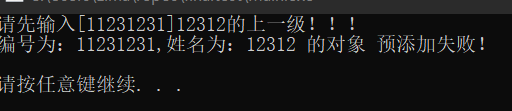 请先输入[11231231]12312的上一级！！！
编号为：11231231,姓名为：12312 的对象 预添加失败！
请按任意键继续. . .